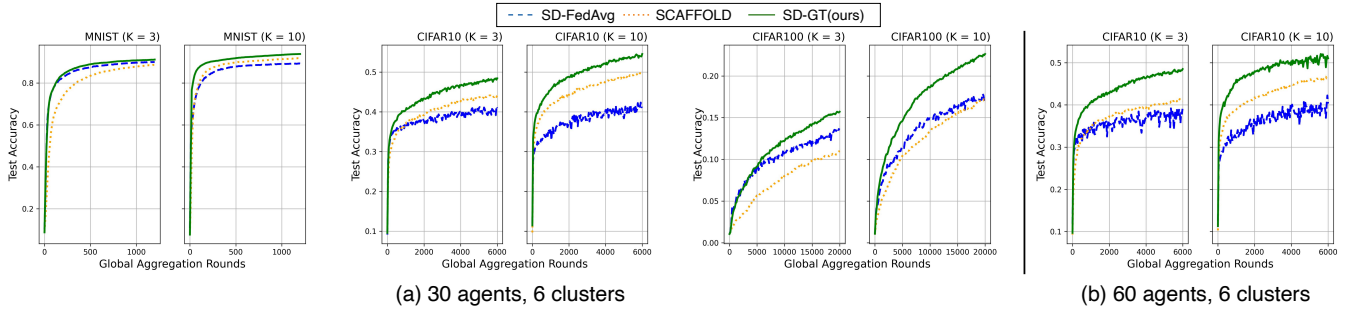 SD-FedAvg SCAFFOLD SD-GT(ours)
MNIST (K = 3) MNIST (K = 10) CIFAR10 (K = 3) CIFAR10 (K = 10) CIFAR100 (K = 3) CIFAR100 (K = 10) CIFAR10 (K = 3) CIFAR10 (K = 10)
Test Accuracy
0.8
0.6
0.4
0.2
0 500 1000 0 500 1000
Global Aggregation Rounds
Test Accuracy
0.5
0.4
0.3
0.2
0.1
0 2000 4000 6000 0 2000 4000 6000
Global Aggregation Rounds
Test Accuracy
0.20
0.15
0.10
0.05
0.00
0 5000 10000 15000 20000 0 5000 10000 15000 20000
Global Aggregation Rounds
Test Accuracy
0.5
0.4
0.3
0.2
0.1
0 2000 4000 6000 0 2000 4000 6000
Global Aggregation Rounds
(a) 30 agents, 6 clusters
(b) 60 agents, 6 clusters